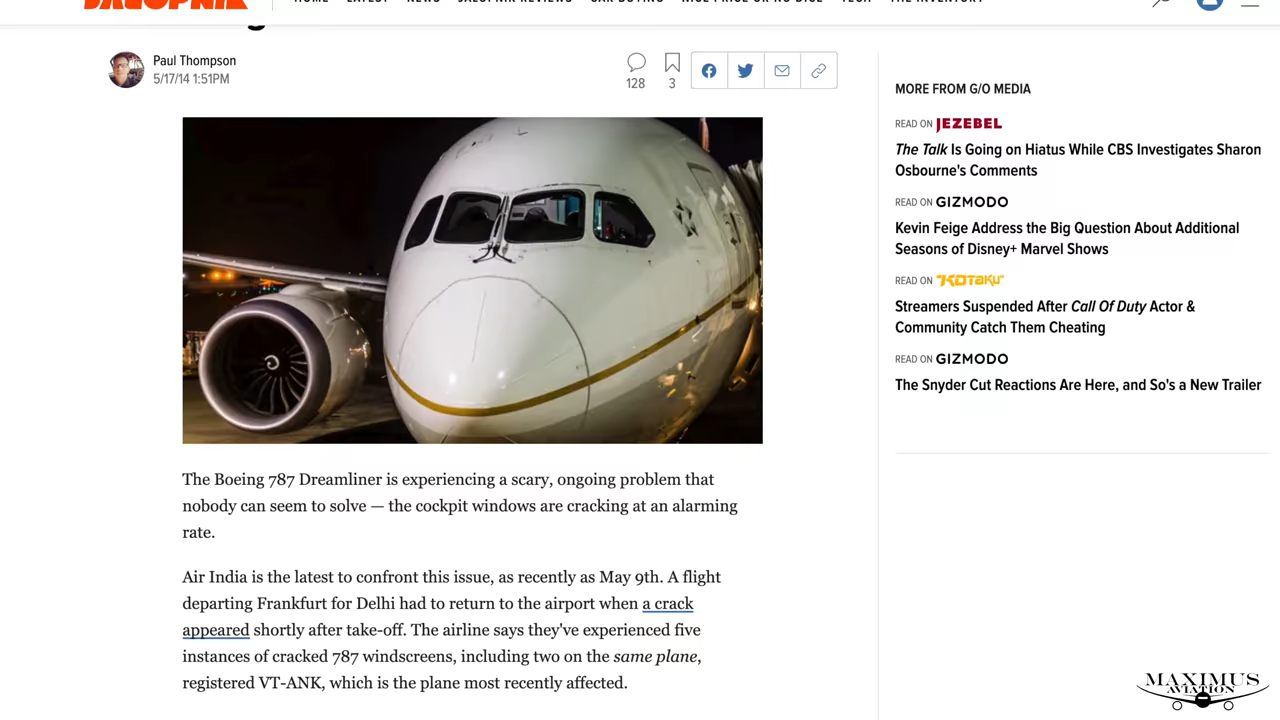 JALOPNIK
HOME LATEST NEWS JALOPNIK REVIEWS CAR BUYING NICE PRICE OR NO DICE TECH THE INVENTORY
Paul Thompson
5/17/14 1:51PM
128
3
The Boeing 787 Dreamliner is experiencing a scary, ongoing problem that
nobody can seem to solve — the cockpit windows are cracking at an alarming
rate.
Air India is the latest to confront this issue, as recently as May 9th. A flight
departing Frankfurt for Delhi had to return to the airport when a crack
appeared shortly after take-off. The airline says they've experienced five
instances of cracked 787 windscreens, including two on the same plane,
registered VT-ANK, which is the plane most recently affected.
MORE FROM G/O MEDIA
READ ON JEZEBEL
The Talk Is Going on Hiatus While CBS Investigates Sharon
Osbourne's Comments
READ ON GIZMODO
Kevin Feige Address the Big Question About Additional
Seasons of Disney+ Marvel Shows
READ ON KOTAKU
Streamers Suspended After Call Of Duty Actor &
Community Catch Them Cheating
READ ON GIZMODO
The Snyder Cut Reactions Are Here, and So's a New Trailer
MAXIMUS
AVIATION